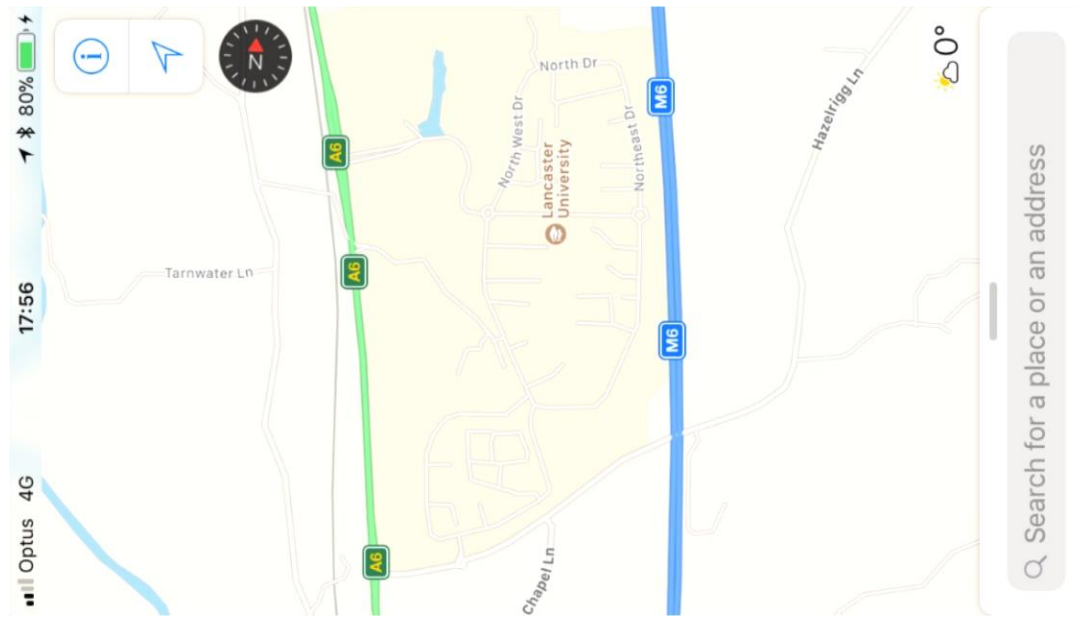 Optus 4G
17:56
80%
i
N
North Dr
A6
M6
North West Dr
Northeast Dr
Hazelrigg Ln
0°
A6
Lancaster
University
Tarnwater Ln
A6
M6
A6
Chapel Ln
Search for a place or an address